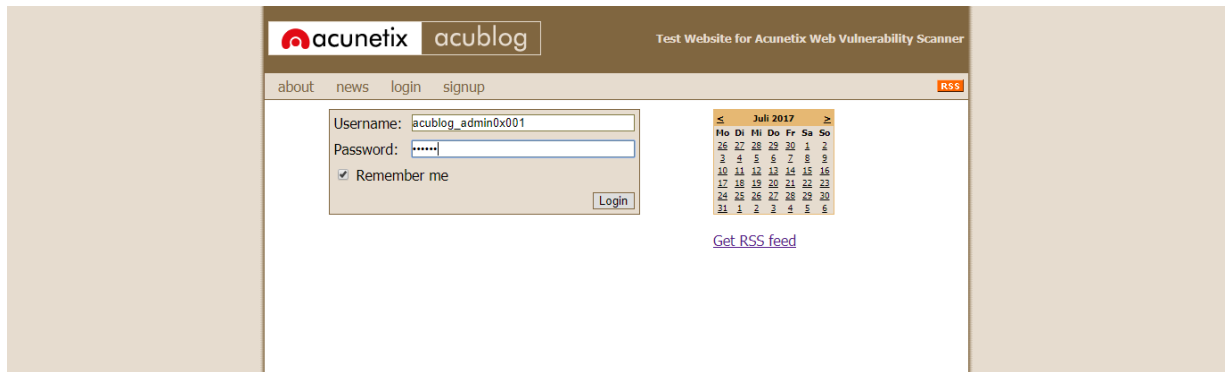 acunetix acublog
Test Website for Acunetix Web Vulnerability Scanner
about news login signup
RSS
Username: acublog_admin0x001
Password: ••••••
Remember me
Login
< Juli 2017 >
Mo Di Mi Do Fr Sa So
26 27 28 29 30 1 2
3 4 5 6 7 8 9
10 11 12 13 14 15 16
17 18 19 20 21 22 23
24 25 26 27 28 29 30
31 1 2 3 4 5 6
Get RSS feed